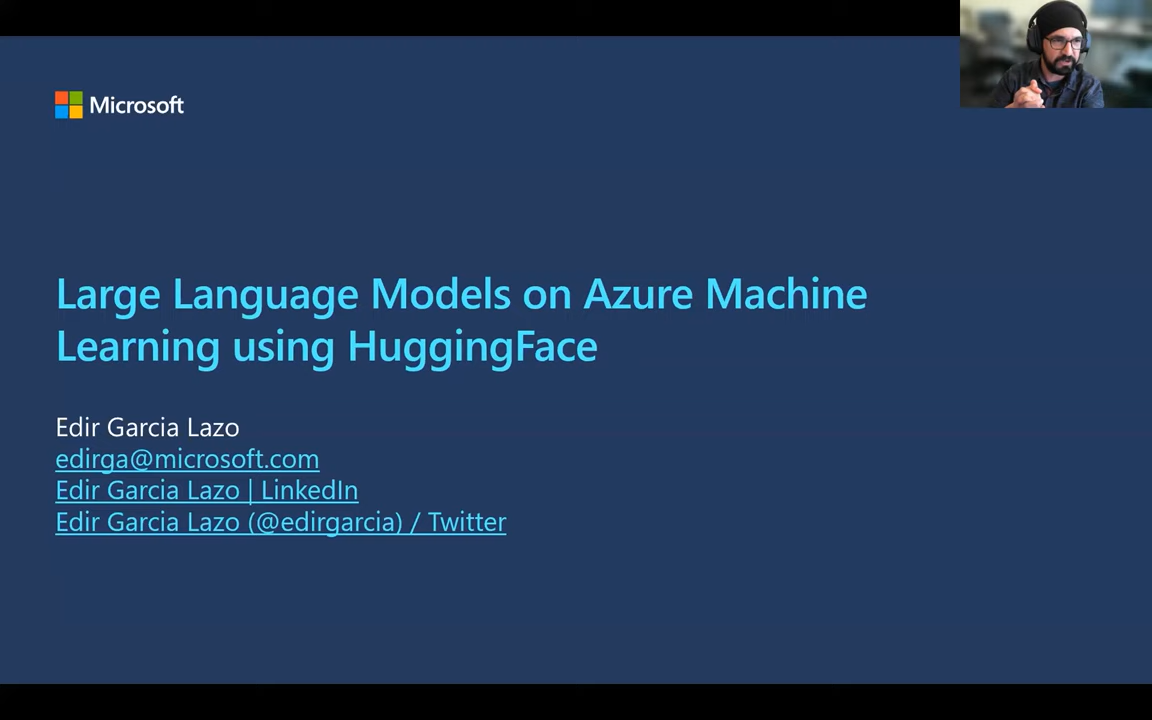 Microsoft
Large Language Models on Azure Machine
Learning using HuggingFace
Edir Garcia Lazo
edirga@microsoft.com
Edir Garcia Lazo | LinkedIn
Edir Garcia Lazo (@edirgarcia) / Twitter